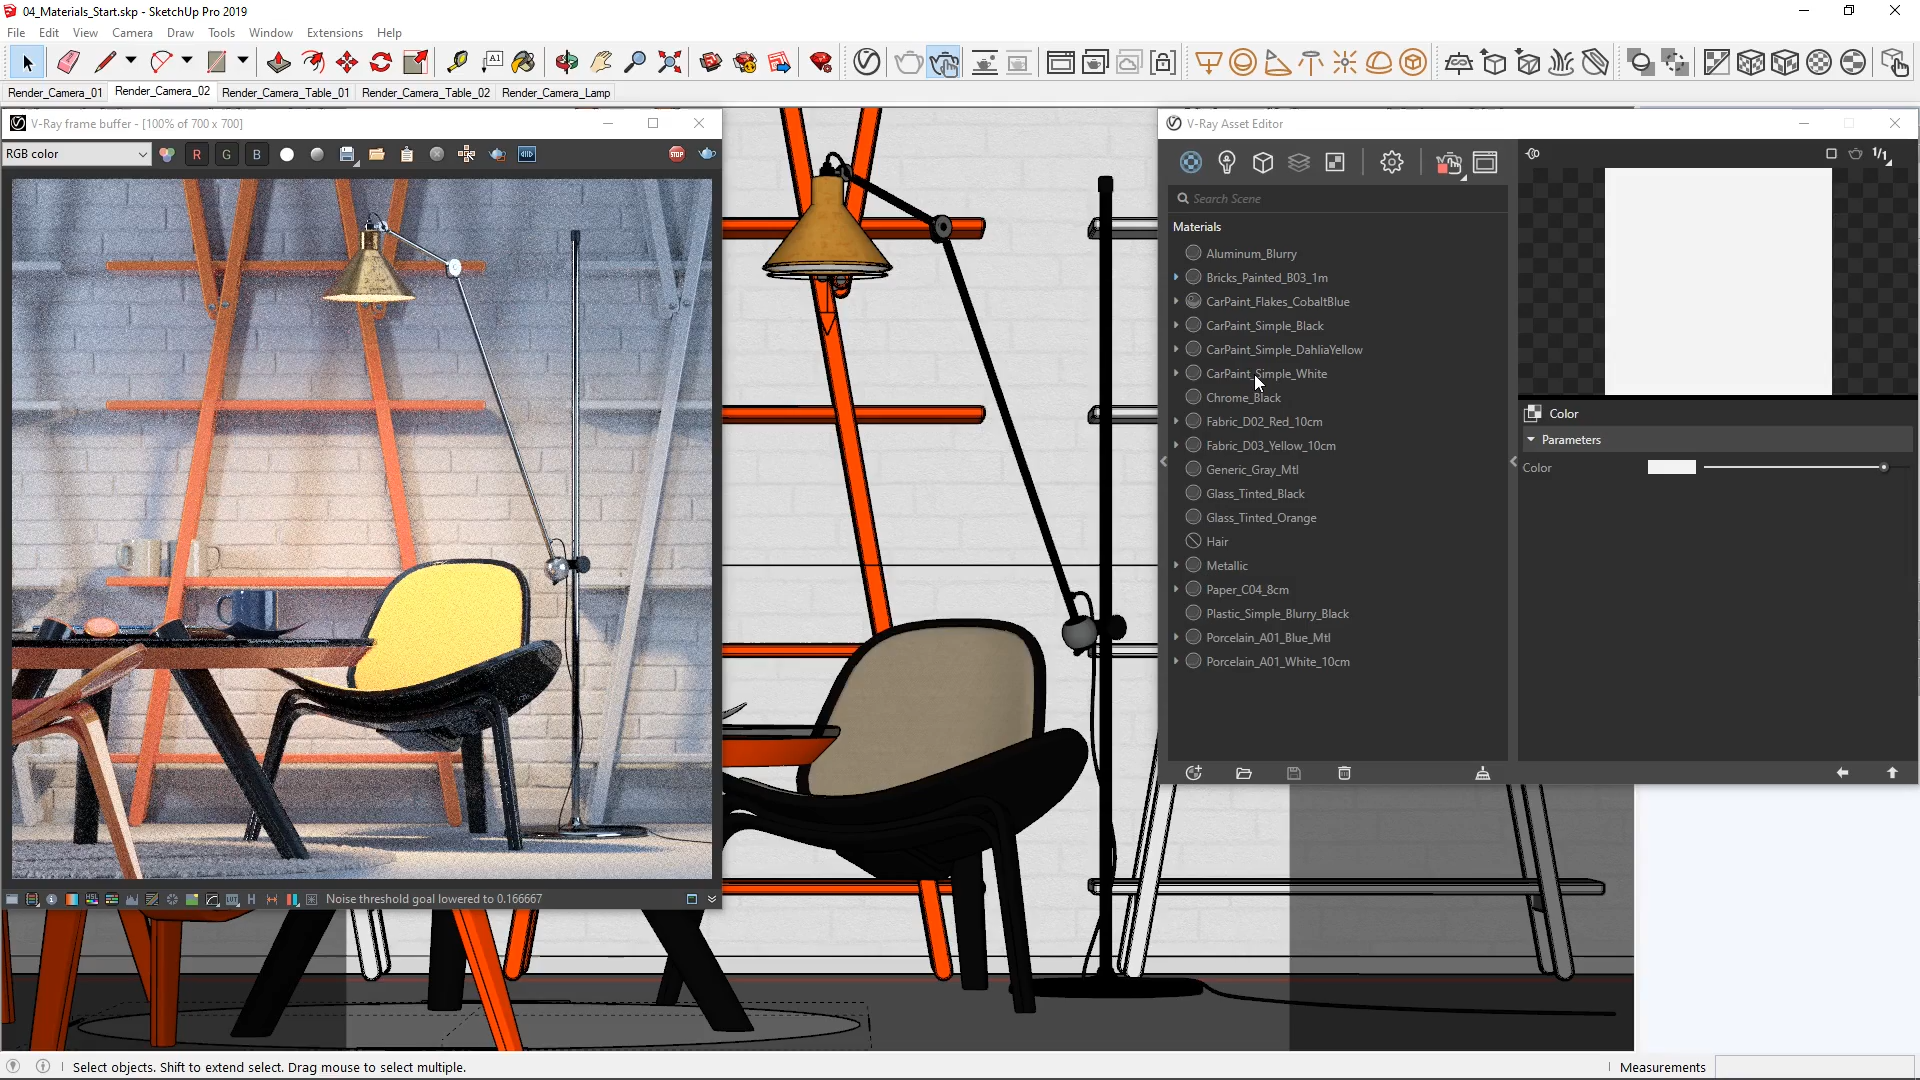 04_Materials_Start.skp - SketchUp Pro 2019
File Edit View Camera Draw Tools Window Extensions Help
Render_Camera_01 Render_Camera_02 Render_Camera_Table_01 Render_Camera_Table_02 Render_Camera_Lamp
V-Ray frame buffer - [100% of 700 x 700]
RGB color
R G B
STOP
Noise threshold goal lowered to 0.166667
V-Ray Asset Editor
Search Scene
Materials
Aluminum_Blurry
Bricks_Painted_B03_1m
CarPaint_Flakes_CobaltBlue
CarPaint_Simple_Black
CarPaint_Simple_DahliaYellow
CarPaint_Simple_White
Chrome_Black
Fabric_D02_Red_10cm
Fabric_D03_Yellow_10cm
Generic_Gray_Mtl
Glass_Tinted_Black
Glass_Tinted_Orange
Hair
Metallic
Paper_C04_8cm
Plastic_Simple_Blurry_Black
Porcelain_A01_Blue_Mtl
Porcelain_A01_White_10cm
1/1
Color
Parameters
Color
Select objects. Shift to extend select. Drag mouse to select multiple.
Measurements